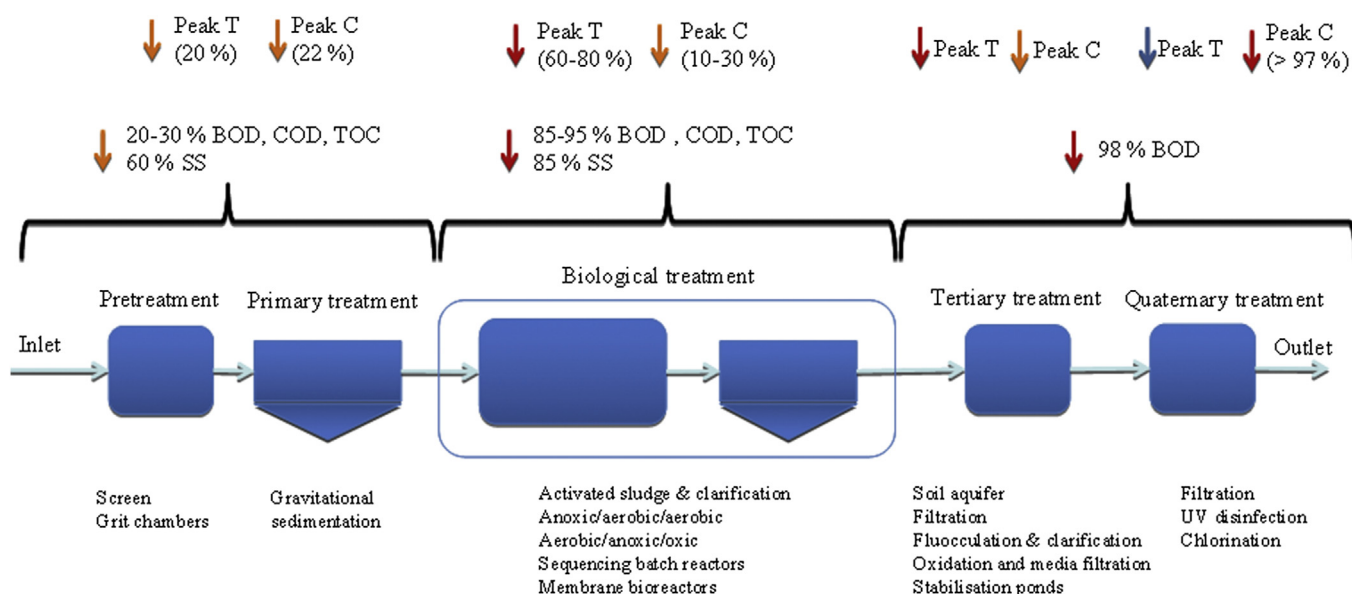 Peak T
(20 %)
Peak C
(22 %)
Peak T
(60-80 %)
Peak C
(10-30 %)
Peak T
Peak C
Peak T
Peak C
(> 97 %)
20-30 % BOD, COD, TOC
60 % SS
85-95 % BOD , COD, TOC
85 % SS
98 % BOD
Inlet
Pretreatment
Primary treatment
Biological treatment
Tertiary treatment
Quaternary treatment
Outlet
Screen
Grit chambers
Gravitational
sedimentation
Activated sludge & clarification
Anoxic/aerobic/aerobic
Aerobic/anoxic/oxic
Sequencing batch reactors
Membrane bioreactors
Soil aquifer
Filtration
Fluocculation & clarification
Oxidation and media filtration
Stabilisation ponds
Filtration
UV disinfection
Chlorination